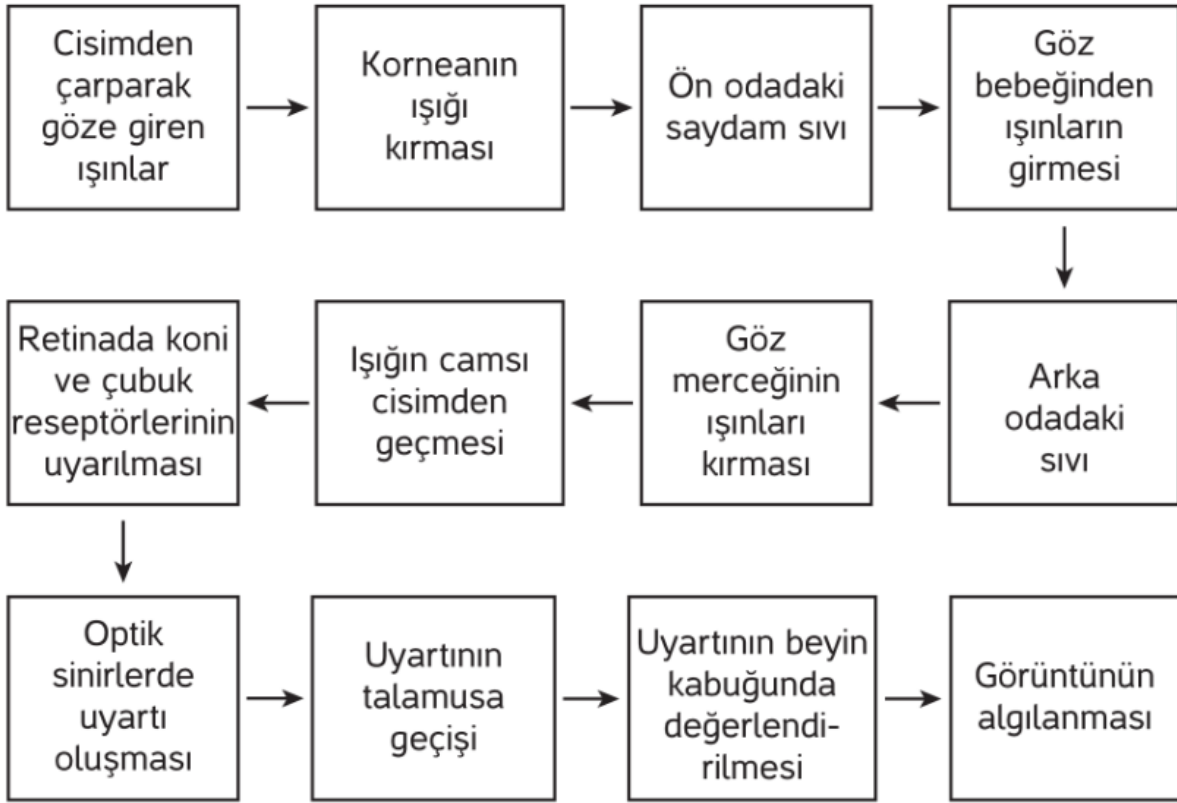 Cisimden
çarparak
göze giren
ışınlar
Korneanın
ışığı
kırması
Ön odadaki
saydam sıvı
Göz
bebeğinden
ışınların
girmesi
Arka
odadaki
sıvı
Göz
merceğinin
ışınları
kırması
Işığın camsı
cisimden
geçmesi
Retinada koni
ve çubuk
reseptörlerinin
uyarılması
Optik
sinirlerde
uyartı
oluşması
Uyartının
talamusa
geçişi
Uyartının beyin
kabuğunda
değerlendi-
rilmesi
Görüntünün
algılanması